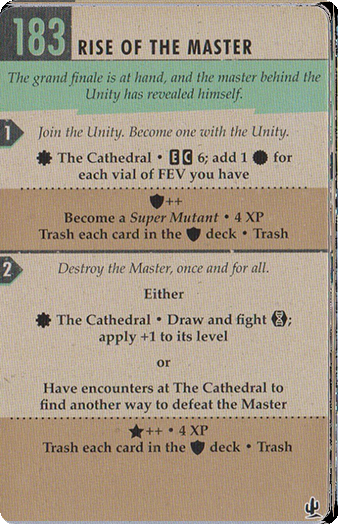 183 RISE OF THE MASTER
The grand finale is at hand, and the master behind the
Unity has revealed himself.
1
Join the Unity. Become one with the Unity.
The Cathedral • E C 6; add 1 for
each vial of FEV you have
++
Become a Super Mutant • 4 XP
Trash each card in the deck • Trash
2
Destroy the Master, once and for all.
Either
The Cathedral • Draw and fight ;
apply +1 to its level
or
Have encounters at The Cathedral to
find another way to defeat the Master
★++ • 4 XP
Trash each card in the deck • Trash